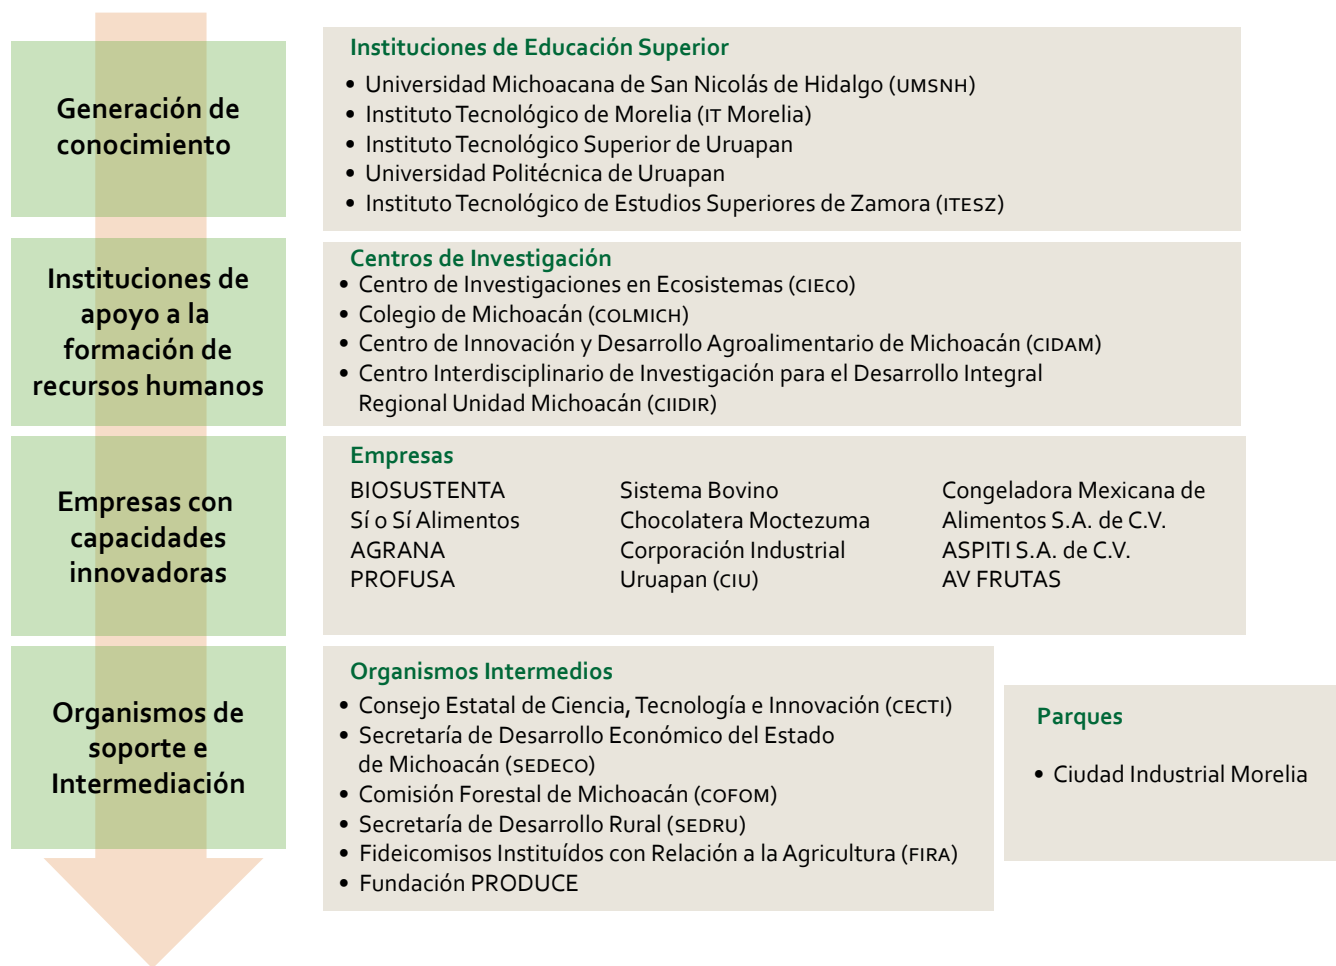 Generación de
conocimiento
Instituciones de Educación Superior
• Universidad Michoacana de San Nicolás de Hidalgo (UMSNH)
• Instituto Tecnológico de Morelia (IT Morelia)
• Instituto Tecnológico Superior de Uruapan
• Universidad Politécnica de Uruapan
• Instituto Tecnológico de Estudios Superiores de Zamora (ITESZ)
Instituciones de
apoyo a la
formación de
recursos humanos
Centros de Investigación
• Centro de Investigaciones en Ecosistemas (CIEco)
• Colegio de Michoacán (COLMICH)
• Centro de Innovación y Desarrollo Agroalimentario de Michoacán (CIDAM)
• Centro Interdisciplinario de Investigación para el Desarrollo Integral
Regional Unidad Michoacán (CIIDIR)
Empresas con
capacidades
innovadoras
Empresas
BIOSUSTENTA
Sí o Sí Alimentos
AGRANA
PROFUSA
Sistema Bovino
Chocolatera Moctezuma
Corporación Industrial
Uruapan (CIU)
Congeladora Mexicana de
Alimentos S.A. de C.V.
ASPITI S.A. de C.V.
AV FRUTAS
Organismos de
soporte e
Intermediación
Organismos Intermedios
• Consejo Estatal de Ciencia, Tecnología e Innovación (CECTI)
• Secretaría de Desarrollo Económico del Estado
de Michoacán (SEDECO)
• Comisión Forestal de Michoacán (COFOM)
• Secretaría de Desarrollo Rural (SEDRU)
• Fideicomisos Instituídos con Relación a la Agricultura (FIRA)
• Fundación PRODUCE
Parques
• Ciudad Industrial Morelia